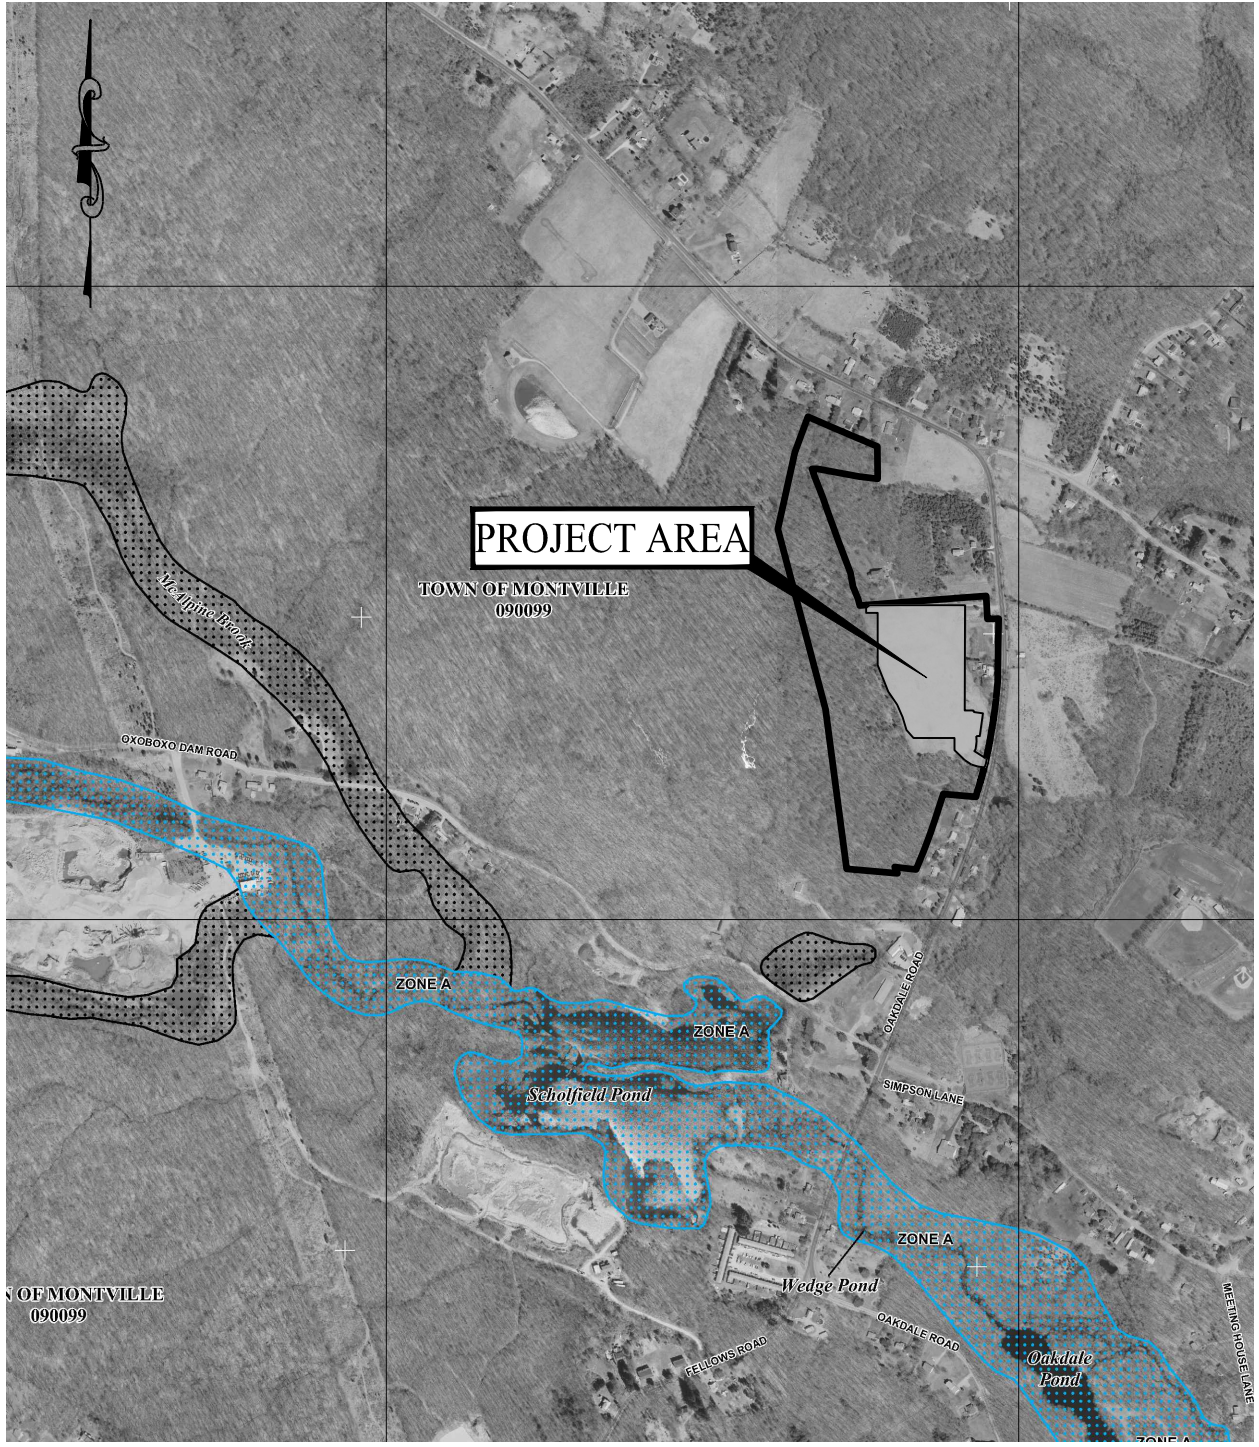 PROJECT AREA
TOWN OF MONTVILLE
090099
McAlpine Brook
OXOBOXO DAM ROAD
ZONE A
ZONE A
OAKDALE ROAD
Scholfield Pond
SIMPSON LANE
ZONE A
Wedge Pond
N OF MONTVILLE
090099
OAKDALE ROAD
FELLOWS ROAD
MEETING HOUSE LANE
Oakdale
Pond
ZONE A